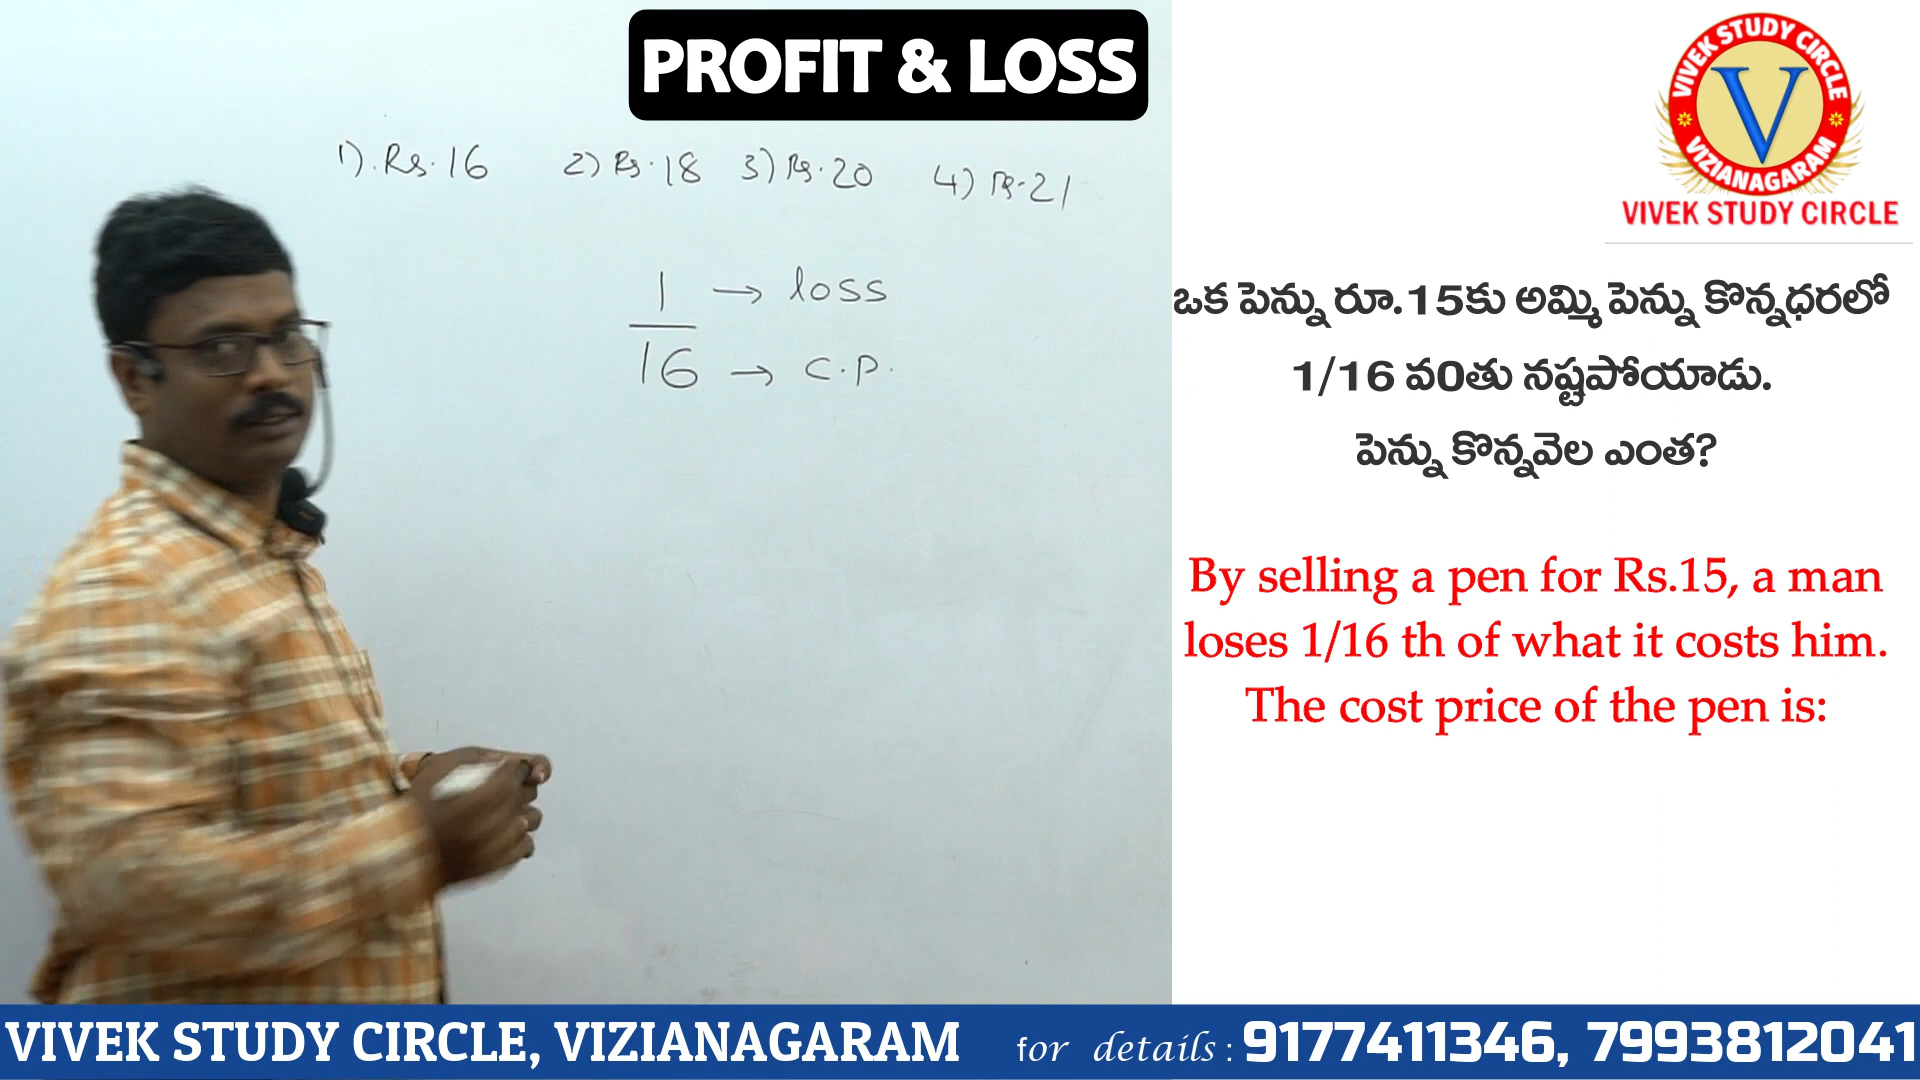 PROFIT & LOSS
VIVEK STUDY CIRCLE
VIZIANAGARAM
V
VIVEK STUDY CIRCLE
1). Rs. 16 2) Rs. 18 3) Rs. 20 4) Rs. 21
1 → loss
16 → C.P.
ఒక పెన్ను రూ.15కు అమ్మి పెన్ను కొన్నధరలో
1/16 వ0తు నష్టపోయాడు.
పెన్ను కొన్నవెల ఎంత?
By selling a pen for Rs.15, a man
loses 1/16 th of what it costs him.
The cost price of the pen is:
VIVEK STUDY CIRCLE, VIZIANAGARAM for details : 9177411346, 7993812041